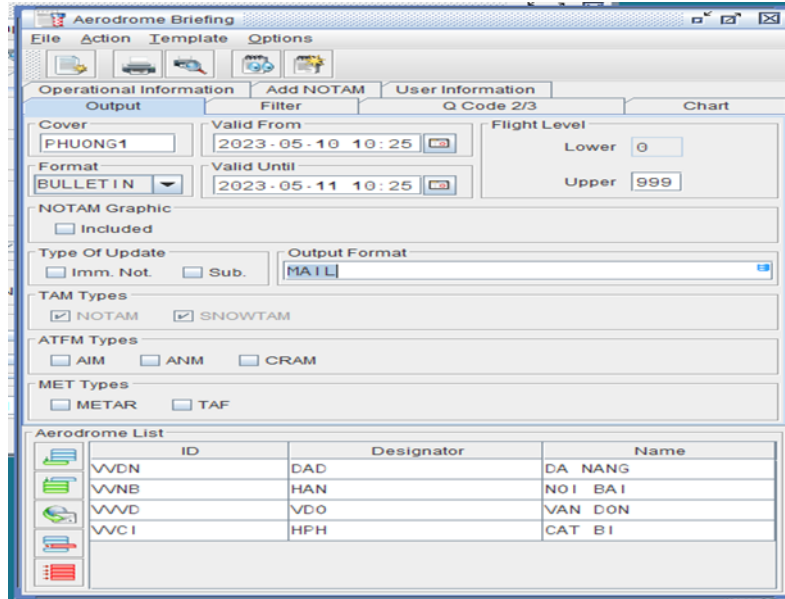 Aerodrome Briefing
File Action Template Options
Operational Information Add NOTAM User Information
Output Filter Q Code 2/3 Chart
Cover Valid From Flight Level
PHUONG1 2023-05-10 10:25 Lower 0
Format Valid Until
BULLETIN 2023-05-11 10:25 Upper 999
NOTAM Graphic
Included
Type Of Update Output Format
Imm. Not. Sub. MAIL
TAM Types
NOTAM SNOWTAM
ATFM Types
AIM ANM CRAM
MET Types
METAR TAF
Aerodrome List
ID Designator Name
VVDN DAD DA NANG
VVNB HAN NOI BAI
VVVD VDO VAN DON
VVCI HPH CAT BI